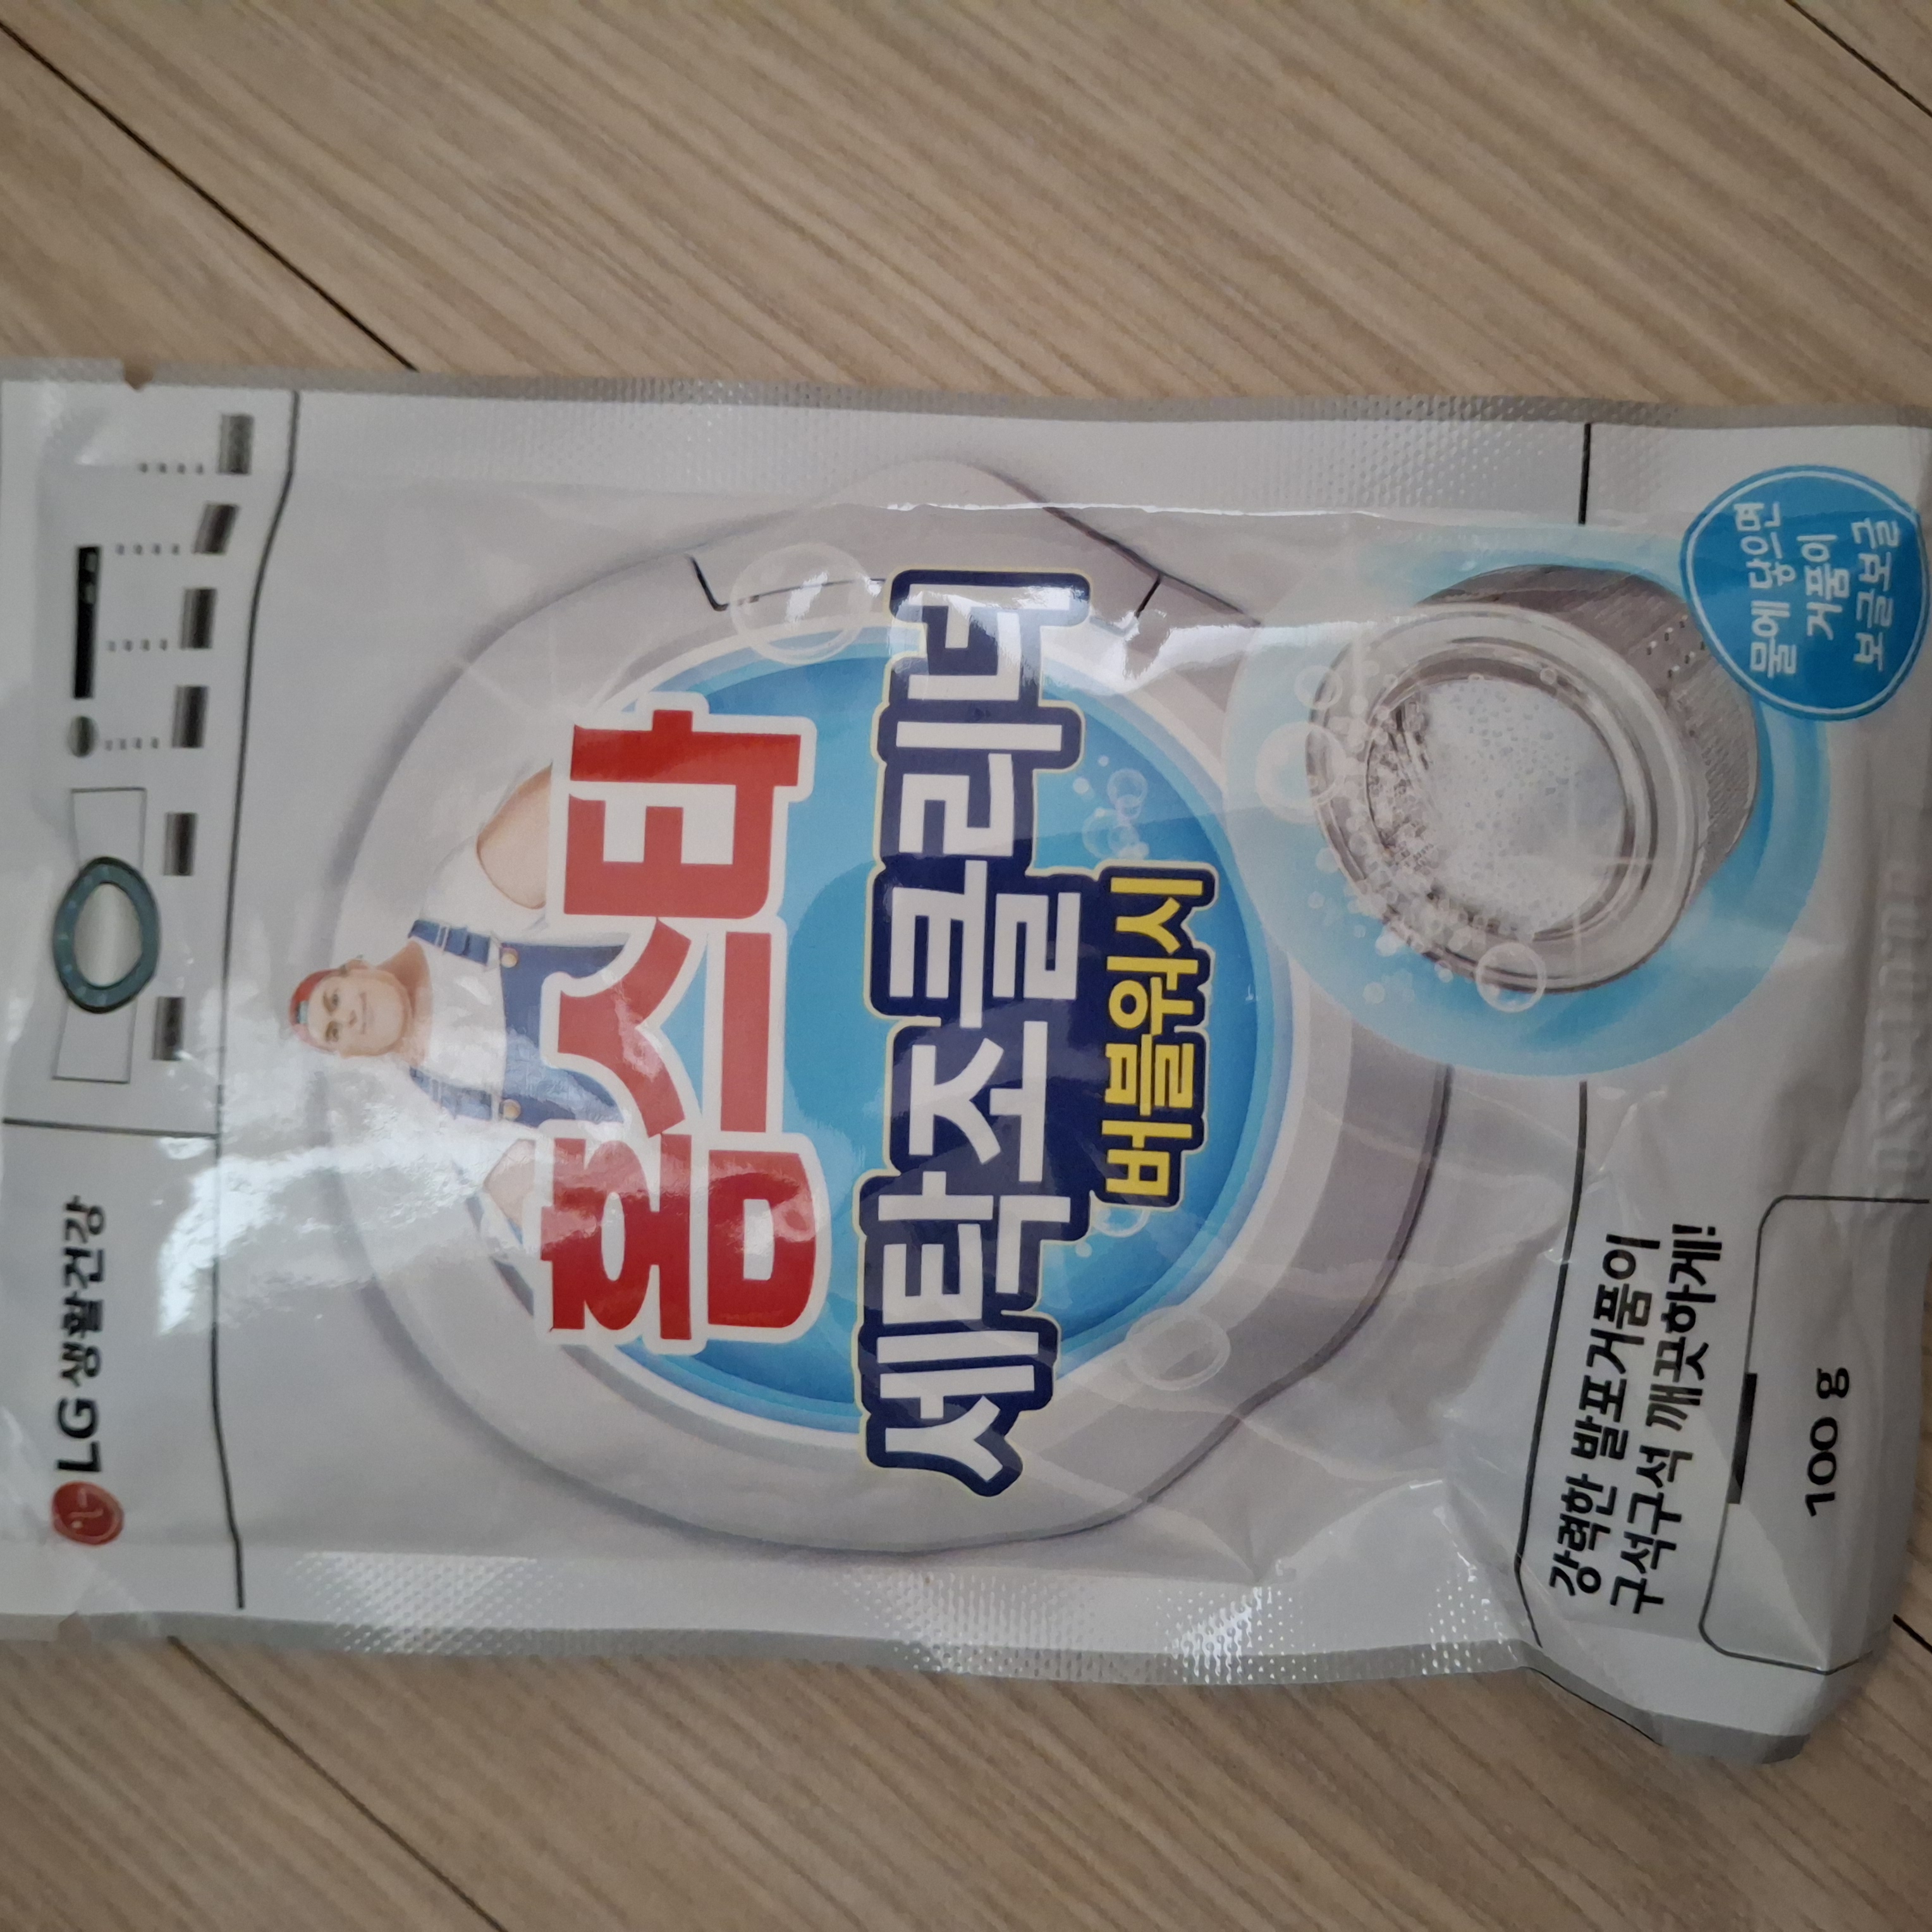 LG 생활건강
홈스타
세탁조클리너
버블워시
물에 닿으면
거품이
보글보글
강력한 발포거품이
구석구석 깨끗하게!
100 g